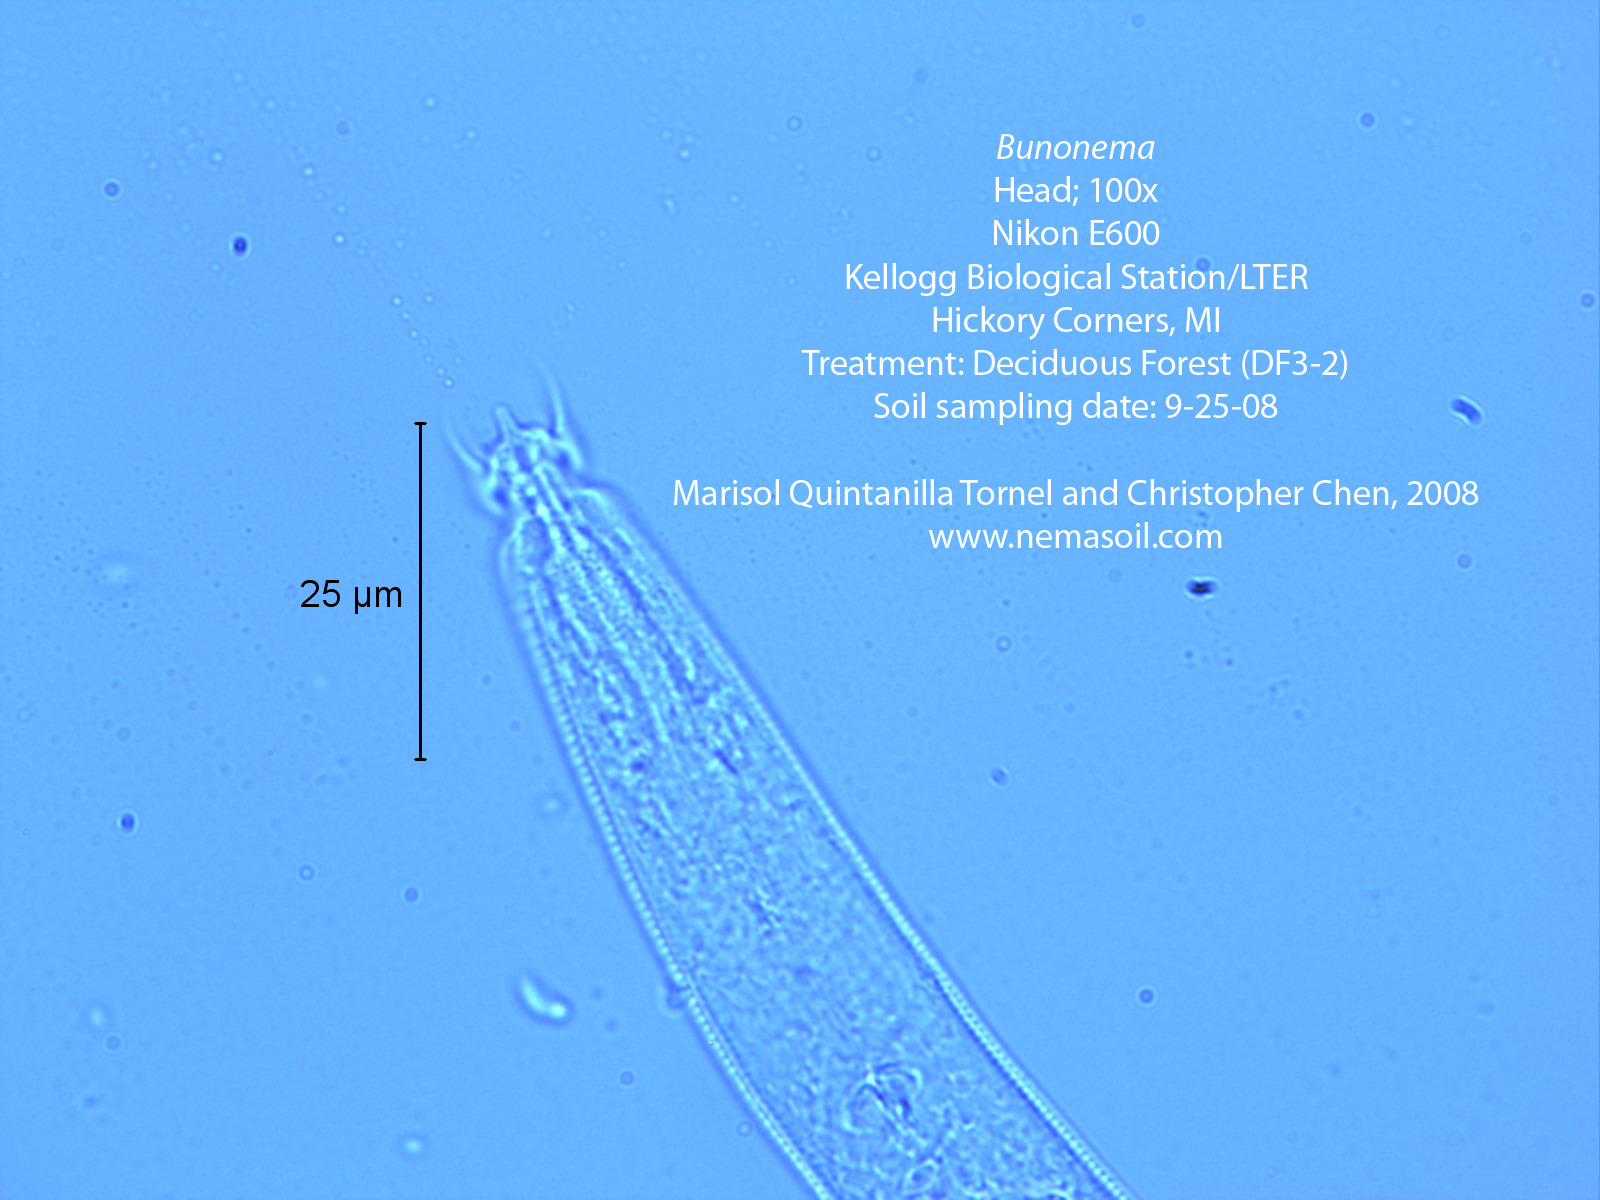 Bunonema
Head; 100x
Nikon E600
Kellogg Biological Station/LTER
Hickory Corners, MI
Treatment: Deciduous Forest (DF3-2)
Soil sampling date: 9-25-08
Marisol Quintanilla Tornel and Christopher Chen, 2008
www.nemasoil.com
25 µm